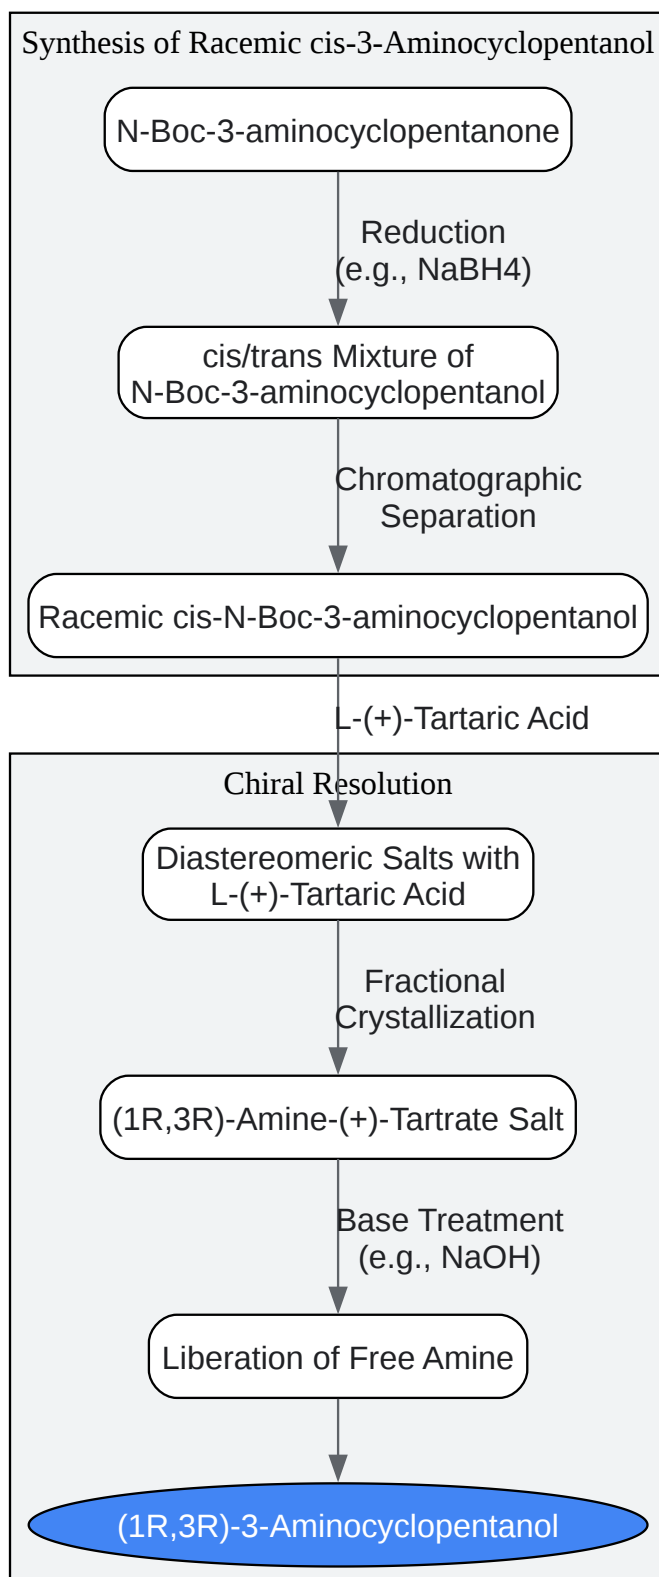 Synthesis of Racemic cis-3-Aminocyclopentanol
N-Boc-3-aminocyclopentanone
Reduction
(e.g., NaBH4)
cis/trans Mixture of
N-Boc-3-aminocyclopentanol
Chromatographic
Separation
Racemic cis-N-Boc-3-aminocyclopentanol
L-(+)-Tartaric Acid
Chiral Resolution
Diastereomeric Salts with
L-(+)-Tartaric Acid
Fractional
Crystallization
(1R,3R)-Amine-(+)-Tartrate Salt
Base Treatment
(e.g., NaOH)
Liberation of Free Amine
(1R,3R)-3-Aminocyclopentanol